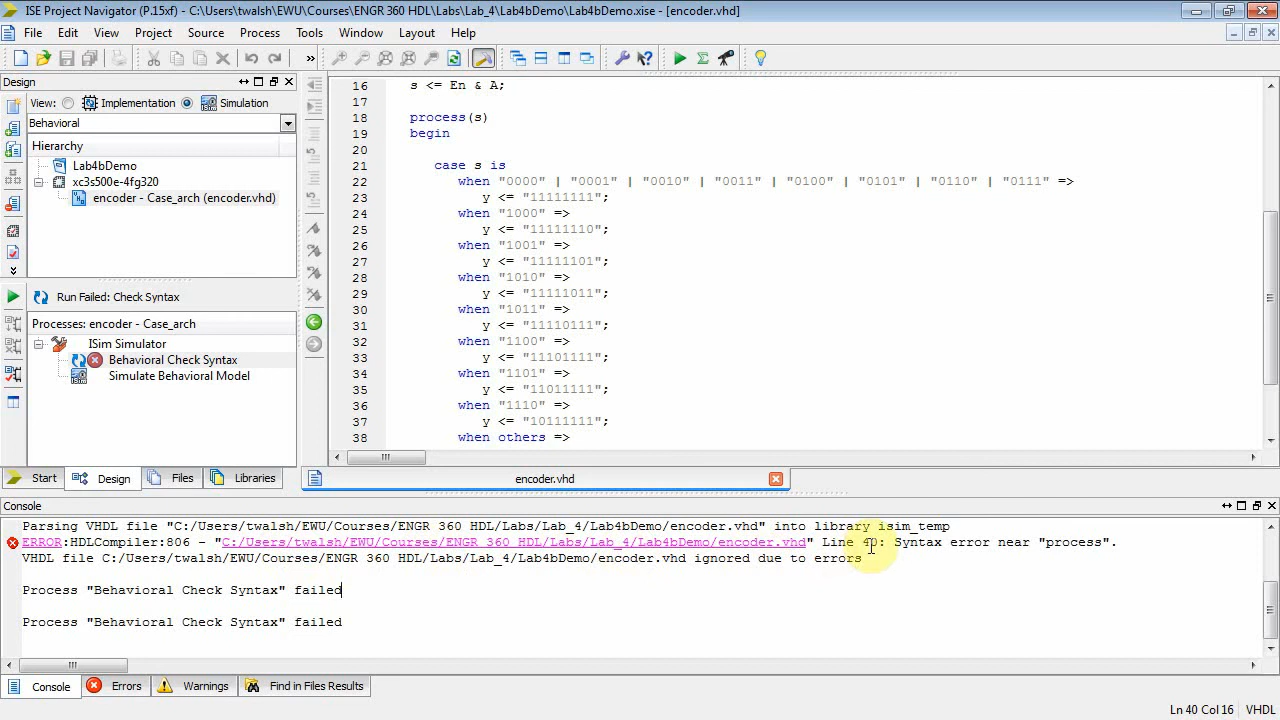 ISE Project Navigator (P.15xf) - C:\Users\twalsh\EWU\Courses\ENGR 360 HDL\Labs\Lab_4\Lab4bDemo\Lab4bDemo.xise - [encoder.vhd]
File Edit View Project Source Process Tools Window Layout Help
Design
View: Implementation Simulation
Behavioral
Hierarchy
Lab4bDemo
xc3s500e-4fg320
encoder - Case_arch (encoder.vhd)
Run Failed: Check Syntax
Processes: encoder - Case_arch
ISim Simulator
Behavioral Check Syntax
Simulate Behavioral Model
Start Design Files Libraries
16 s <= En & A;
17
18 process(s)
19 begin
20
21 case s is
22 when "0000" | "0001" | "0010" | "0011" | "0100" | "0101" | "0110" | "0111" =>
23 y <= "11111111";
24 when "1000" =>
25 y <= "11111110";
26 when "1001" =>
27 y <= "11111101";
28 when "1010" =>
29 y <= "11111011";
30 when "1011" =>
31 y <= "11110111";
32 when "1100" =>
33 y <= "11101111";
34 when "1101" =>
35 y <= "11011111";
36 when "1110" =>
37 y <= "10111111";
38 when others =>
encoder.vhd
Console
Parsing VHDL file "C:/Users/twalsh/EWU/Courses/ENGR 360 HDL/Labs/Lab_4/Lab4bDemo/encoder.vhd" into library isim_temp
ERROR:HDLCompiler:806 - "C:/Users/twalsh/EWU/Courses/ENGR 360 HDL/Labs/Lab_4/Lab4bDemo/encoder.vhd" Line 40: Syntax error near "process".
VHDL file C:/Users/twalsh/EWU/Courses/ENGR 360 HDL/Labs/Lab_4/Lab4bDemo/encoder.vhd ignored due to errors
Process "Behavioral Check Syntax" failed
Process "Behavioral Check Syntax" failed
Console Errors Warnings Find in Files Results
Ln 40 Col 16 VHDL